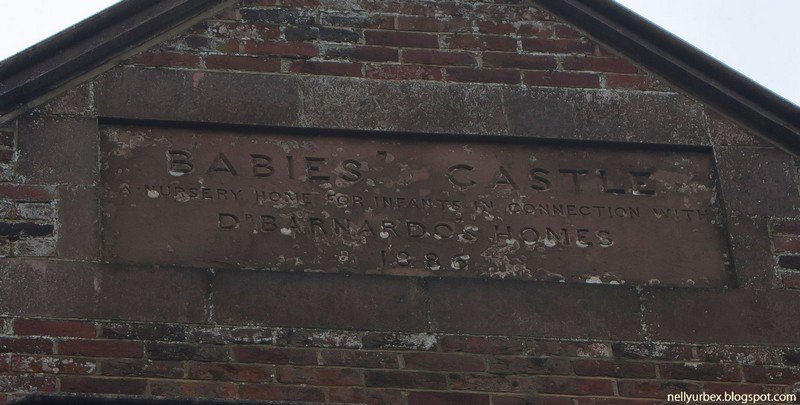 BABIES' CASTLE
A NURSERY HOME FOR INFANTS IN CONNECTION WITH
DR BARNARDO'S HOMES
1886
nellyurbex.blogspot.com